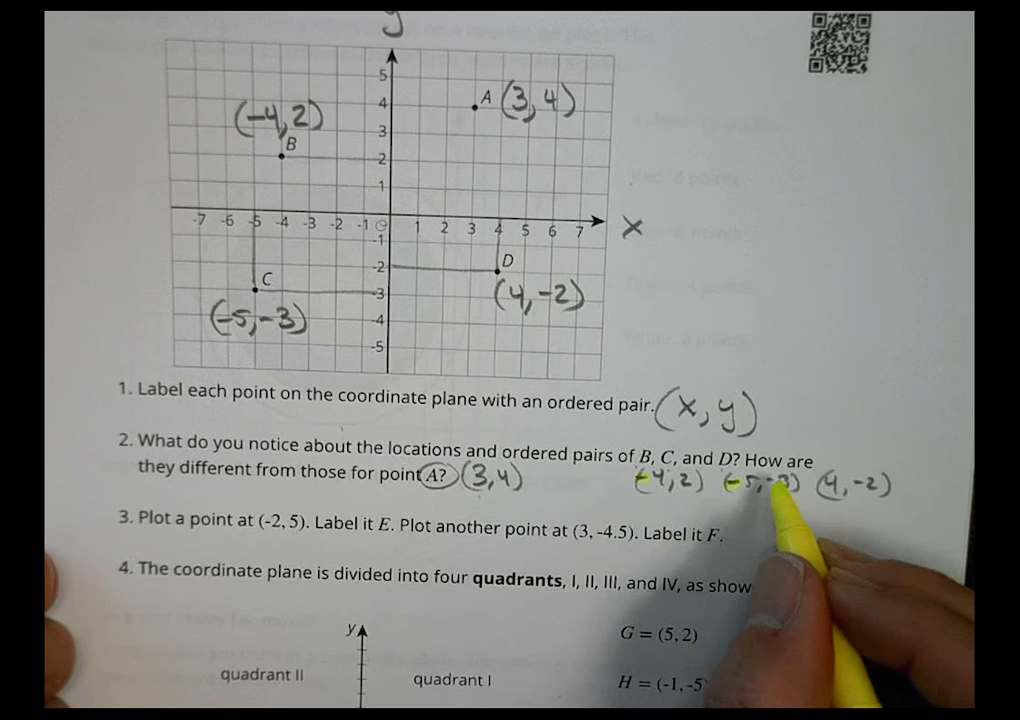 y
5
A (3, 4)
4
(-4, 2)
3
B
2
1
-7 -6 -5 -4 -3 -2 -1 0 1 2 3 4 5 6 7 x
-1
D
-2
C
(4, -2)
-3
(-5, -3)
-4
-5
1. Label each point on the coordinate plane with an ordered pair. (x, y)
2. What do you notice about the locations and ordered pairs of B, C, and D? How are
they different from those for point A? (3, 4) (-4, 2) (-5, -3) (4, -2)
3. Plot a point at (-2, 5). Label it E. Plot another point at (3, -4.5). Label it F.
4. The coordinate plane is divided into four quadrants, I, II, III, and IV, as show
y
G = (5, 2)
quadrant II quadrant I
H = (-1, -5